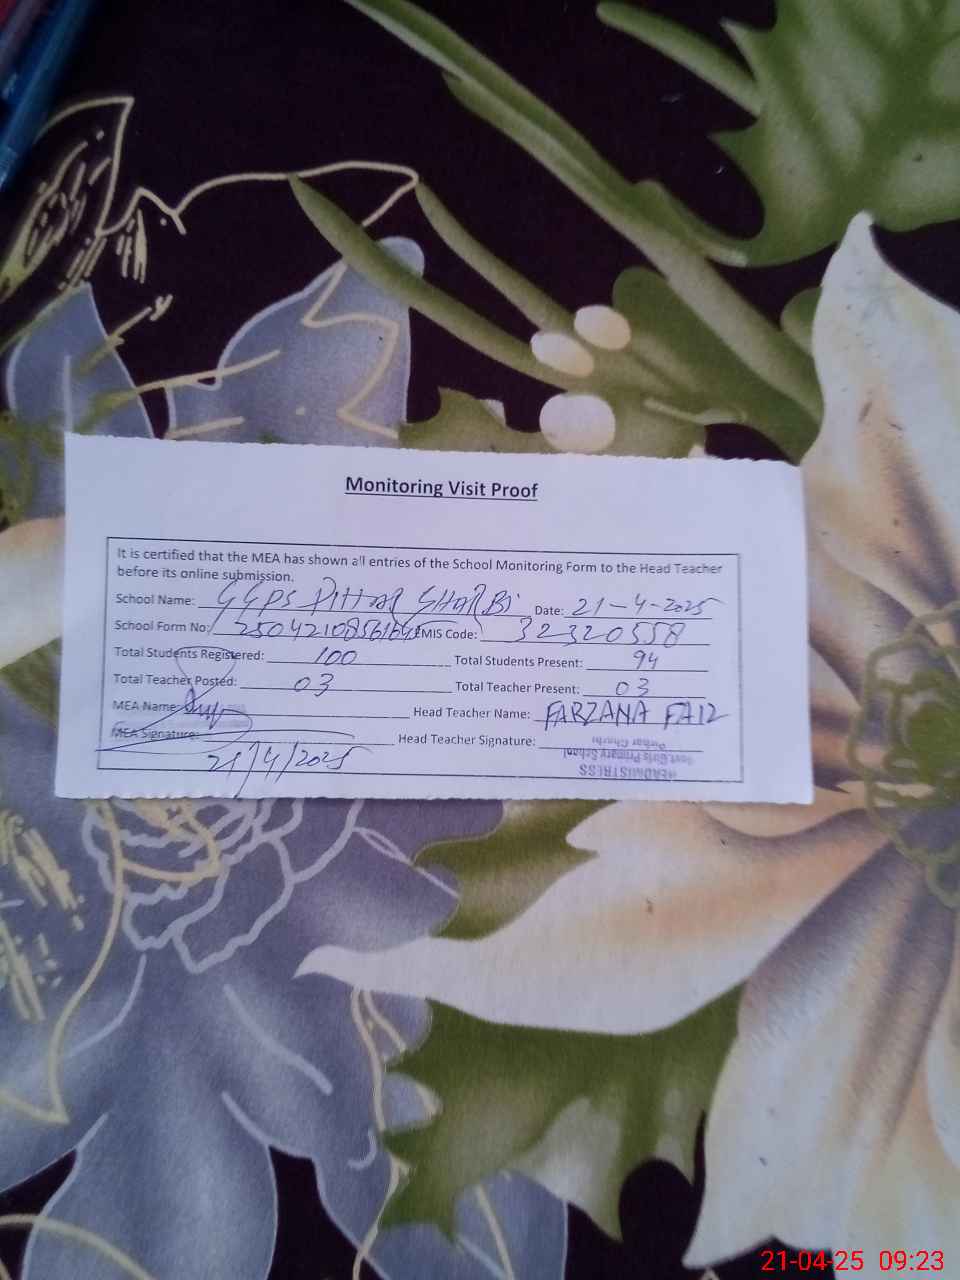 Monitoring Visit Proof
It is certified that the MEA has shown all entries of the School Monitoring Form to the Head Teacher
before its online submission.
School Name: GGPS PITTAR GHARBI Date: 21-4-2025
School Form No: EMIS Code: 32320558
Total Students Registered: 100 Total Students Present: 94
Total Teacher Posted: 03 Total Teacher Present: 03
MEA Name: Head Teacher Name: FARZANA FAIZ
MEA Signature: Head Teacher Signature:
21/4/2025
HEADMISTRESS
Govt Girls Primary School
Gharbi
21-04-25 09:23